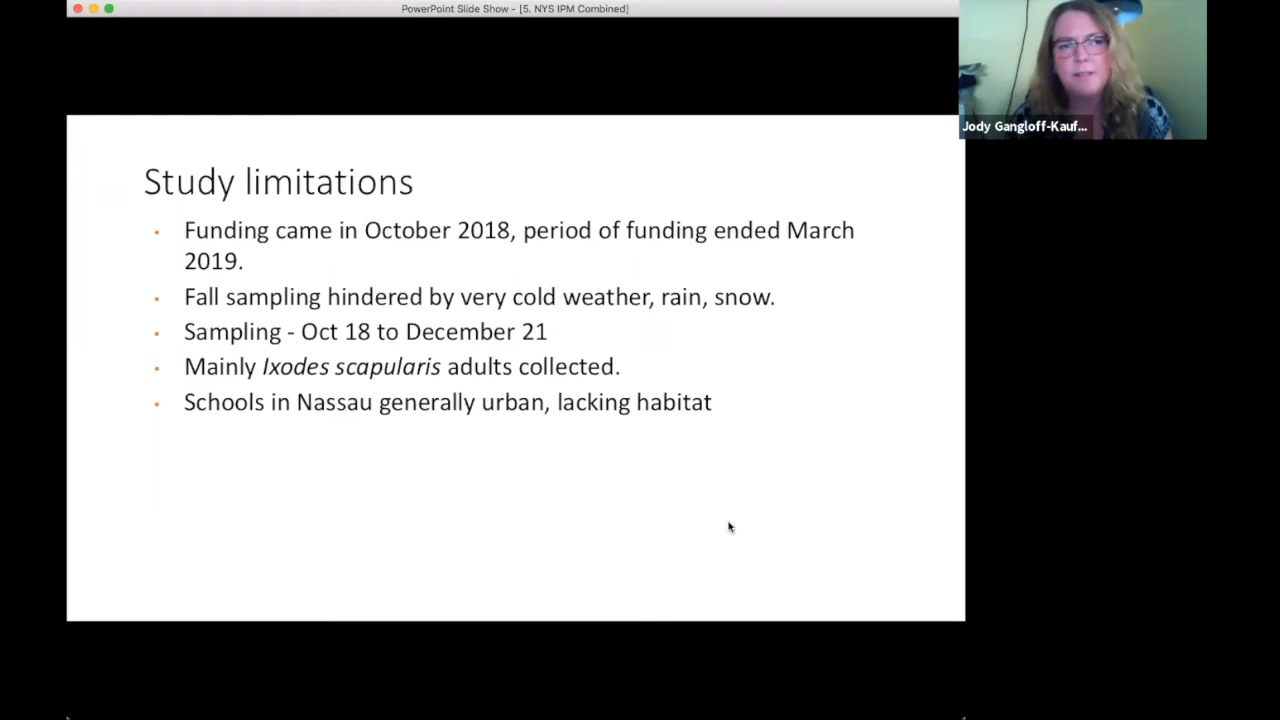 PowerPoint Slide Show - [5. NYS IPM Combined]
Jody Gangloff-Kauf...
Study limitations
• Funding came in October 2018, period of funding ended March
2019.
• Fall sampling hindered by very cold weather, rain, snow.
• Sampling - Oct 18 to December 21
• Mainly Ixodes scapularis adults collected.
• Schools in Nassau generally urban, lacking habitat